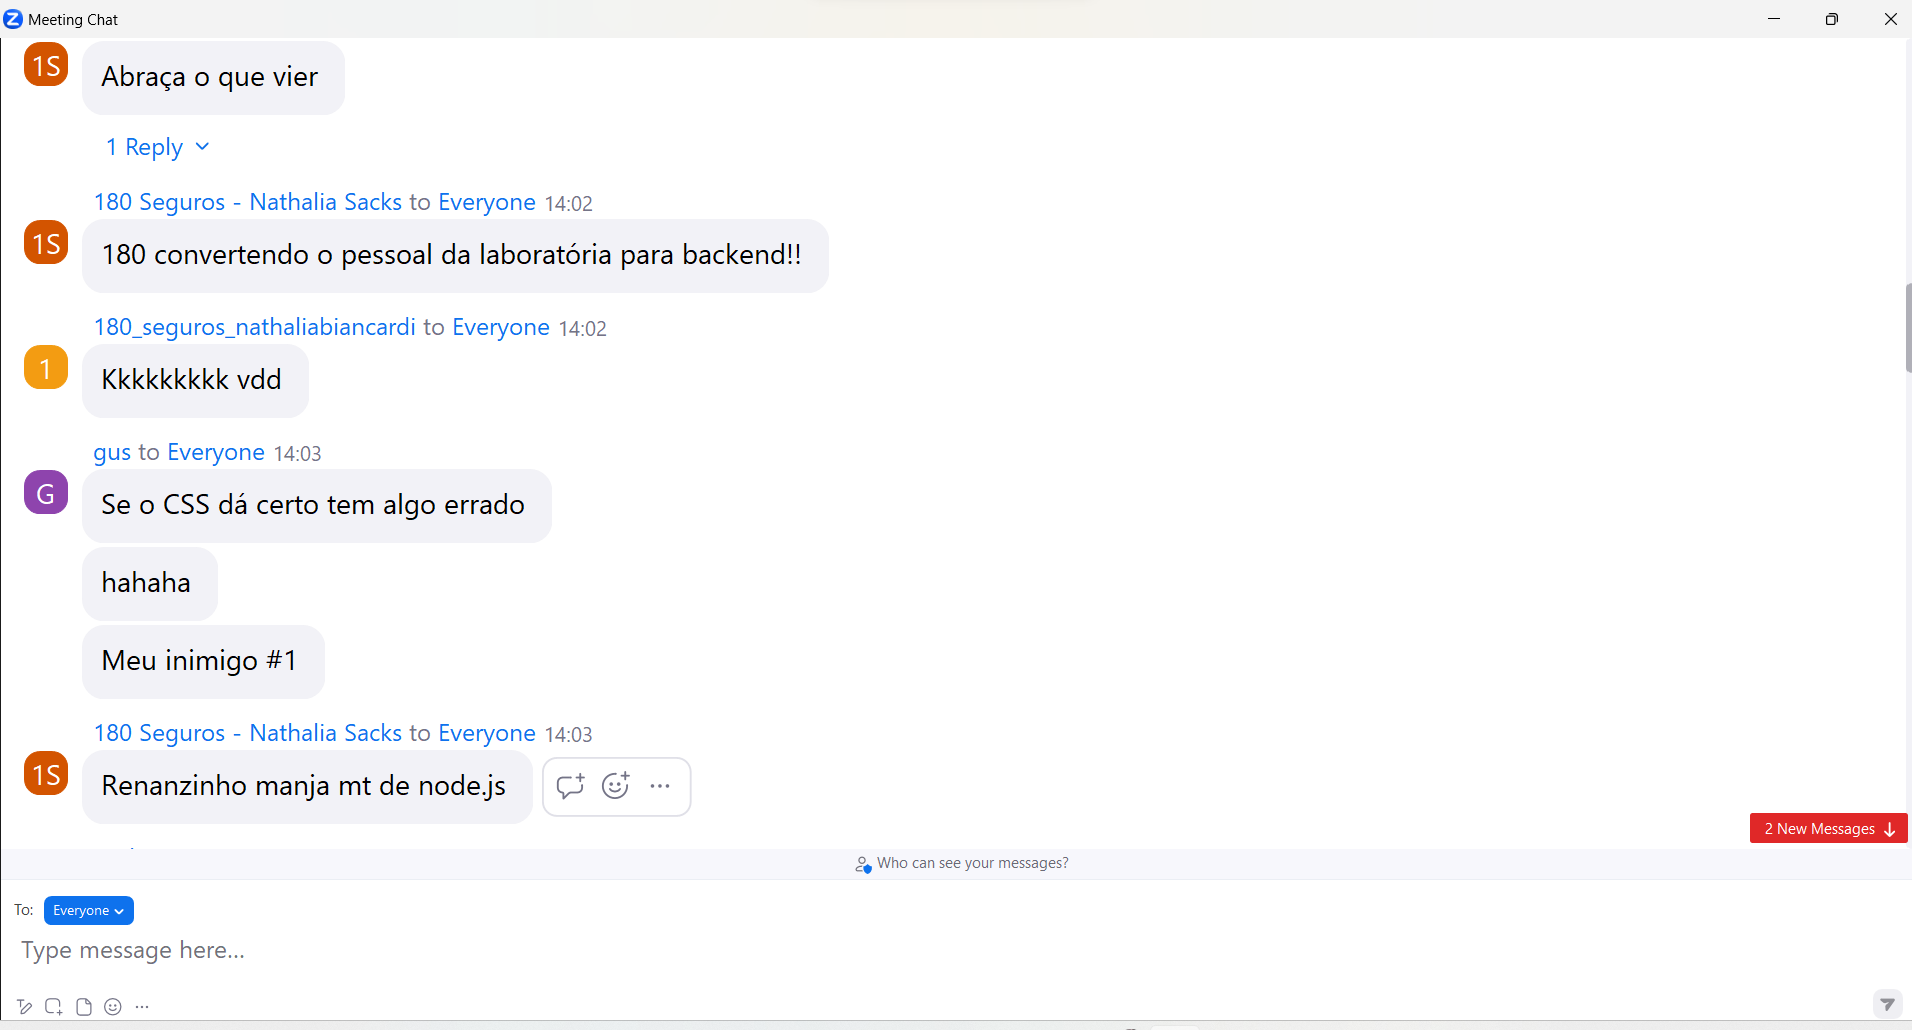 Meeting Chat
1S
Abraça o que vier
1 Reply
180 Seguros - Nathalia Sacks to Everyone 14:02
1S
180 convertendo o pessoal da laboratória para backend!!
180_seguros_nathaliabiancardi to Everyone 14:02
1
Kkkkkkkkk vdd
gus to Everyone 14:03
G
Se o CSS dá certo tem algo errado
hahaha
Meu inimigo #1
180 Seguros - Nathalia Sacks to Everyone 14:03
1S
Renanzinho manja mt de node.js
2 New Messages
Who can see your messages?
To: Everyone
Type message here...